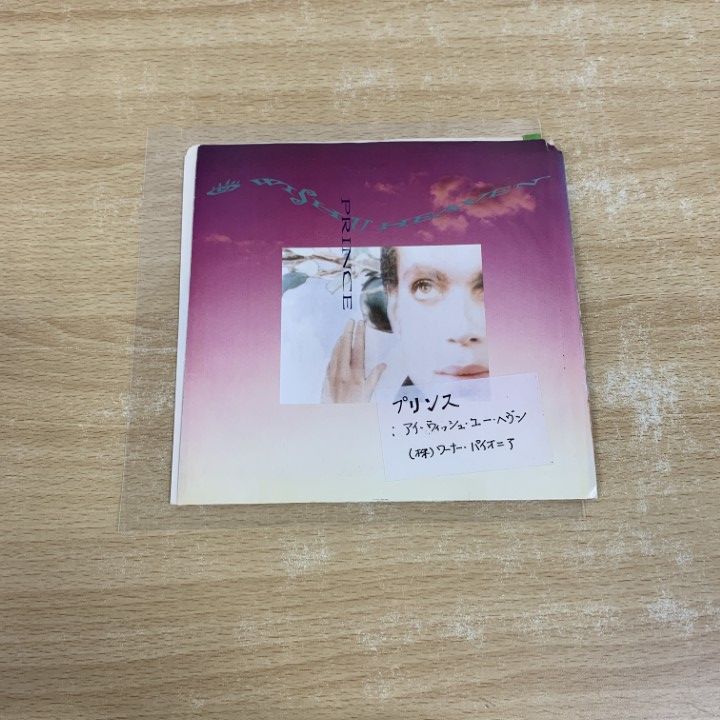 👁 WISH U HEAVEN
PRINCE
プリンス
: アイ・ウィッシュ・ユー・ヘヴン
(株)ワーナー・パイオニア